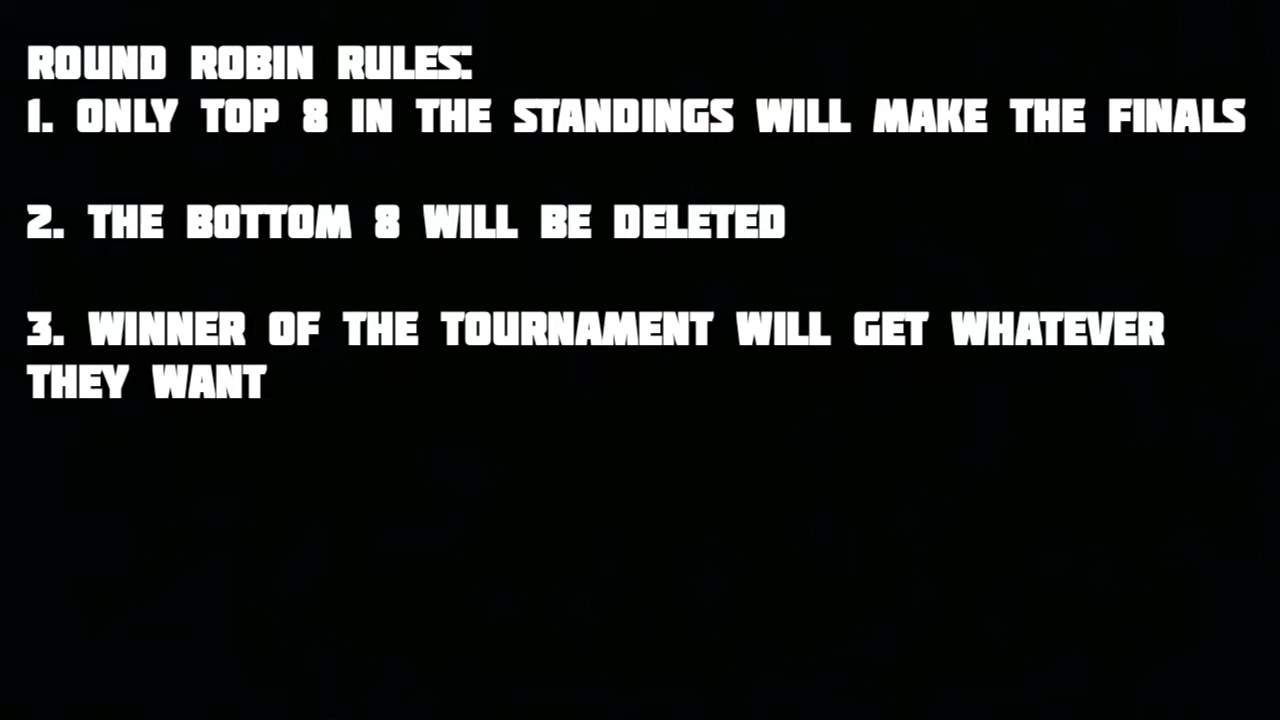 ROUND ROBIN RULES:
1. ONLY TOP 8 IN THE STANDINGS WILL MAKE THE FINALS
2. THE BOTTOM 8 WILL BE DELETED
3. WINNER OF THE TOURNAMENT WILL GET WHATEVER
THEY WANT